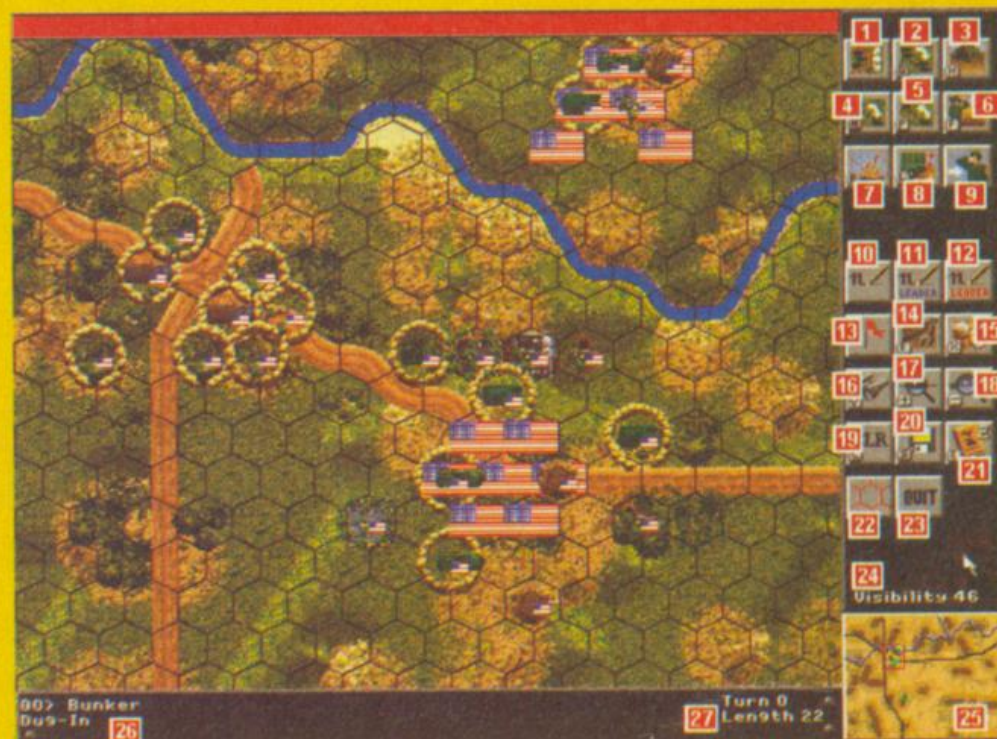 1 2 3
4 5 6
7 8 9
10 11 12
LEADER
13 14 15
16 17 18
19 LR 20 21
22 23
QUIT
24
Visibility 46
00> Bunker
Dug-In
26
27
Turn 0
Length 22
25